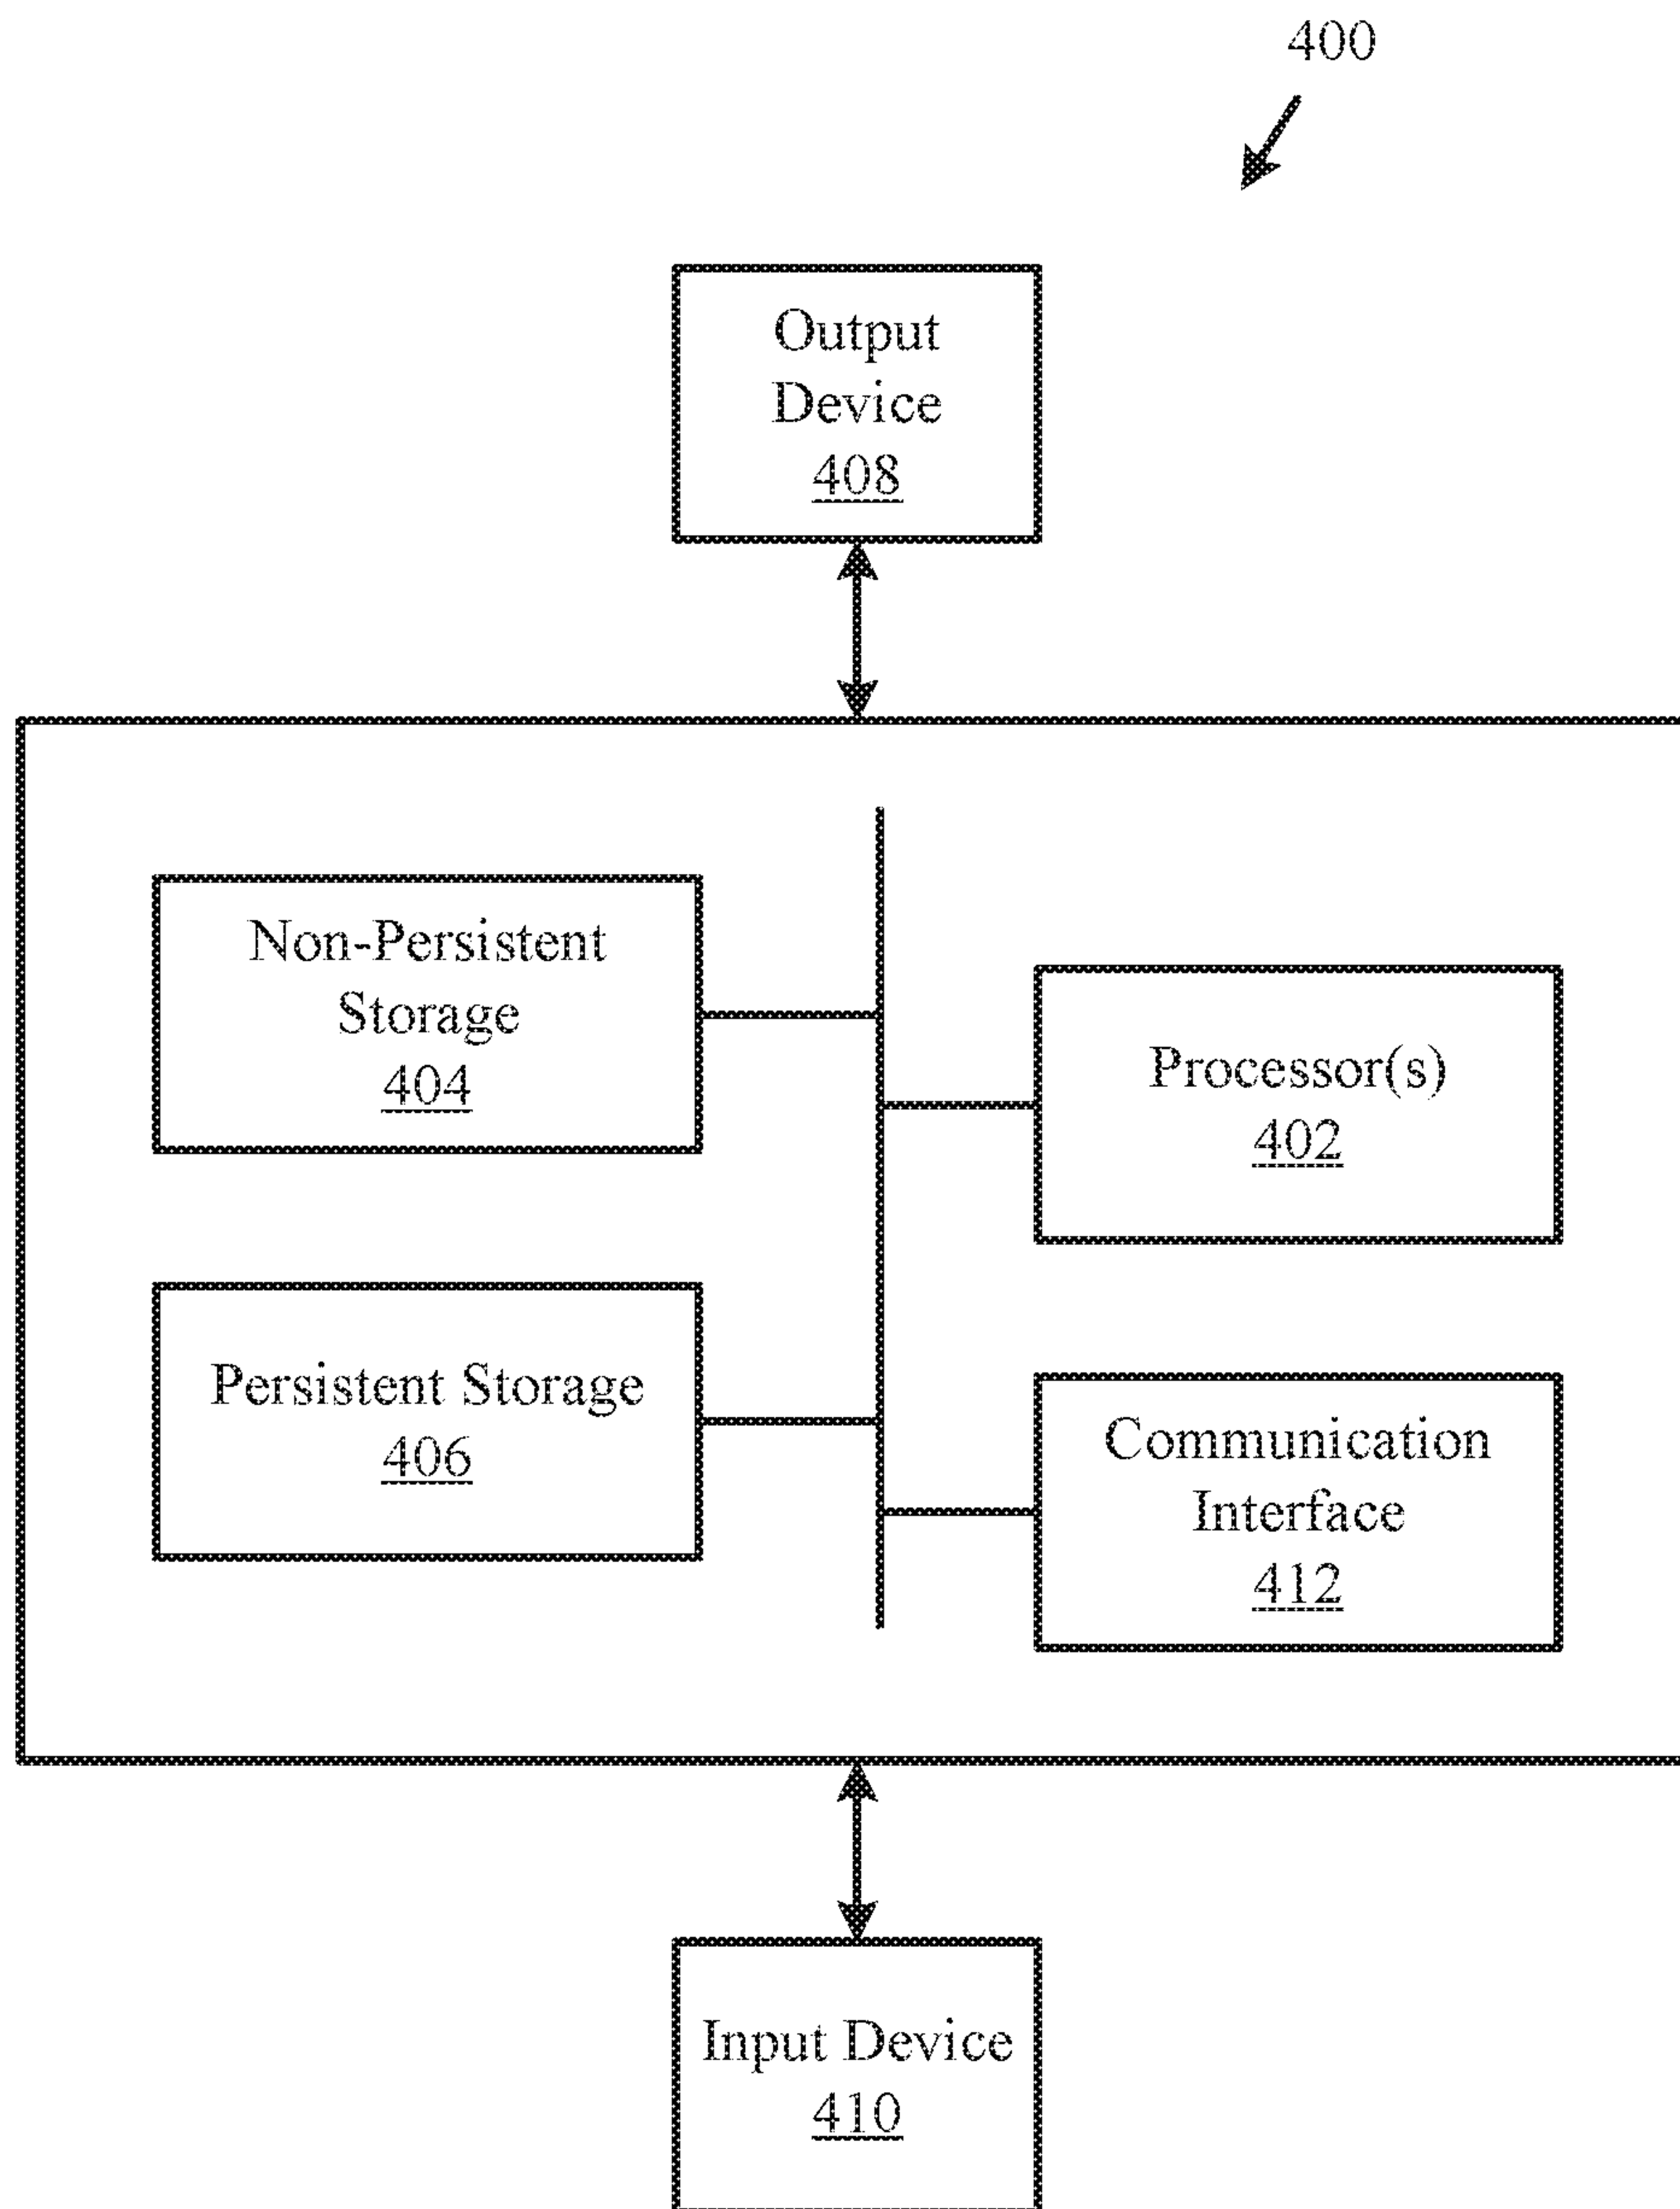 400
Output
Device
408
Non-Persistent
Storage
404
Processor(s)
402
Persistent Storage
406
Communication
Interface
412
Input Device
410